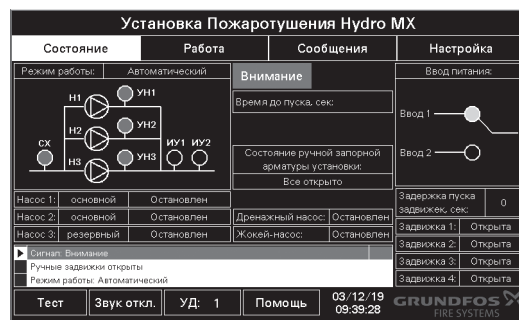 Установка Пожаротушения Hydro MX
Состояние Работа Сообщения Настройка
Режим работы: Автоматический
Н1 УН1
Н2 УН2
СХ Н3 УН3 ИУ1 ИУ2
Внимание
Время до пуска, сек:
Состояние ручной запорной
арматуры установки:
Все открыто
Ввод питания:
Ввод 1
Ввод 2
Насос 1: основной Остановлен
Насос 2: основной Остановлен
Насос 3: резервный Остановлен
Дренажный насос: Остановлен
Жокей-насос: Остановлен
Задержка пуска
задвижек, сек: 0
Задвижка 1: Открыта
Задвижка 2: Открыта
Задвижка 3: Открыта
Задвижка 4: Открыта
Сигнал: Внимание
Ручные задвижки открыты
Режим работы: Автоматический
Тест Звук откл. УД: 1 Помощь
03/12/19
09:39:28
GRUNDFOS
FIRE SYSTEMS